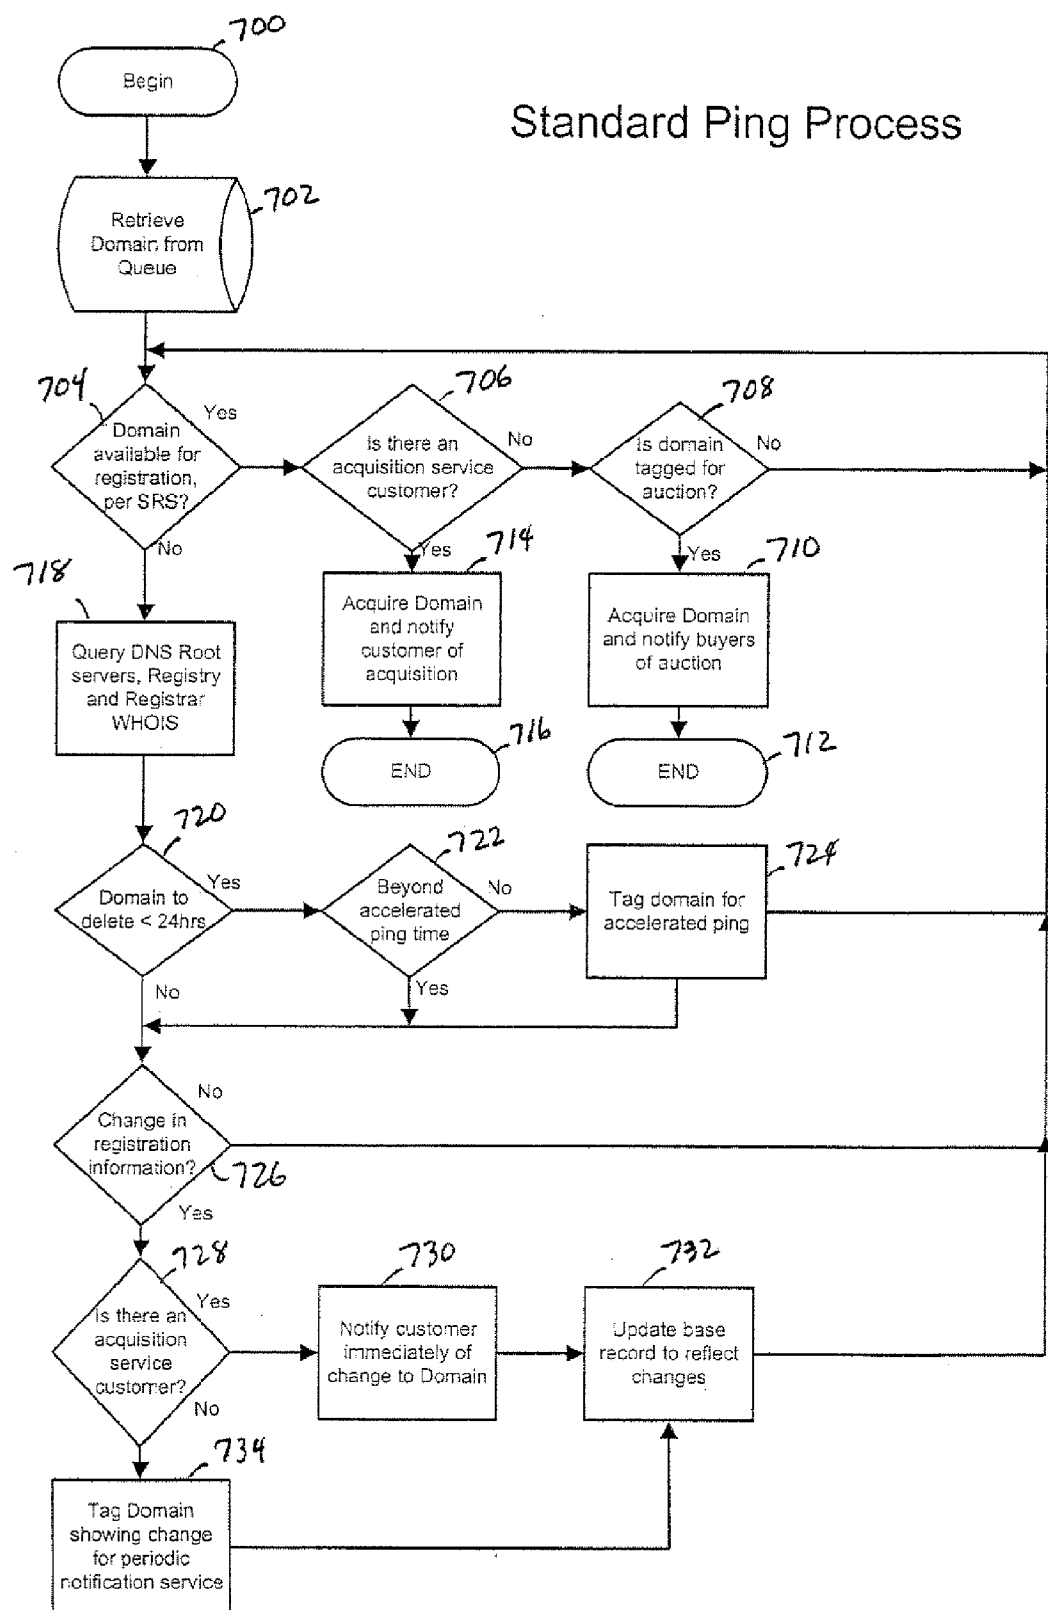 700
Begin
Standard Ping Process
702
Retrieve
Domain from
Queue
704
Domain
available for
registration,
per SRS?
Yes
No
706
Is there an
acquisition service
customer?
No
Yes
708
Is domain
tagged for
auction?
No
Yes
718
Query DNS Root
servers, Registry
and Registrar
WHOIS
714
Acquire Domain
and notify
customer of
acquisition
710
Acquire Domain
and notify buyers
of auction
716
END
712
END
720
Domain to
delete < 24hrs
Yes
No
722
Beyond
accelerated
ping time
No
Yes
724
Tag domain for
accelerated ping
No
Change in
registration
information?
726
Yes
728
Is there an
acquisition
service
customer?
Yes
No
730
Notify customer
immediately of
change to Domain
732
Update base
record to reflect
changes
734
Tag Domain
showing change
for periodic
notification service